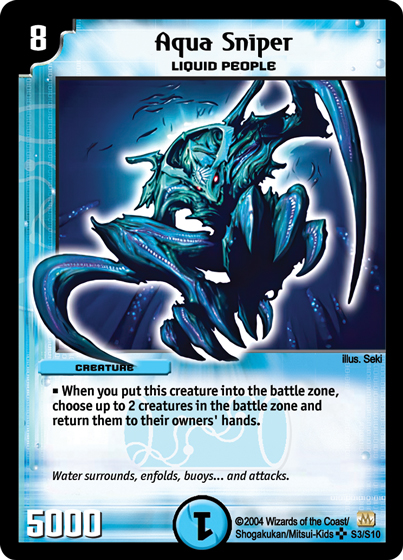 8
Aqua Sniper
LIQUID PEOPLE
illus. Seki
CREATURE
▪ When you put this creature into the battle zone,
choose up to 2 creatures in the battle zone and
return them to their owners' hands.
Water surrounds, enfolds, buoys... and attacks.
5000
1
©2004 Wizards of the Coast/
Shogakukan/Mitsui-Kids S3/S10